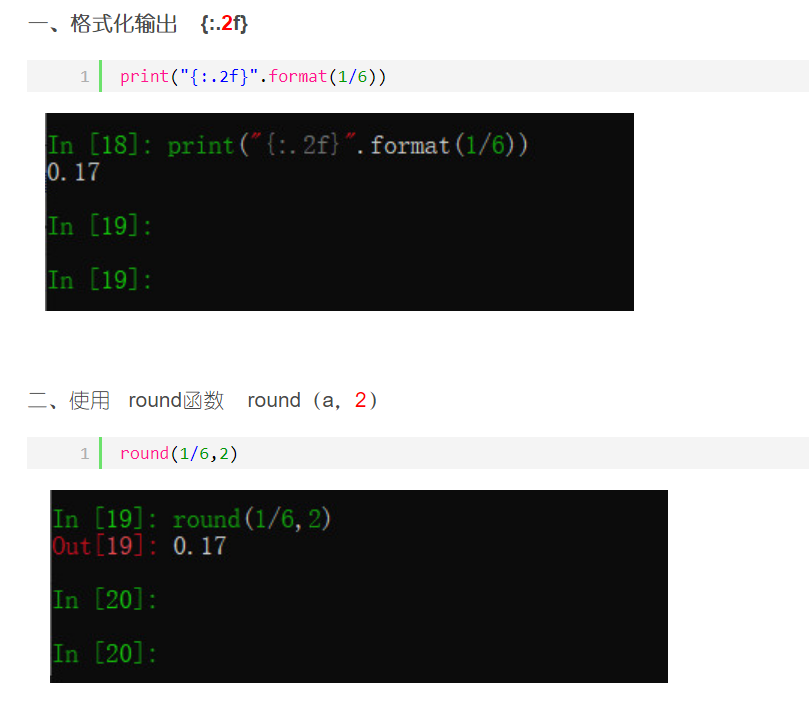 一、格式化输出 {:.2f}
1 print("{:.2f}".format(1/6))
In [18]: print("{:.2f}".format(1/6))
0.17
In [19]:
In [19]:
二、使用 round函数 round（a，2）
1 round(1/6,2)
In [19]: round(1/6,2)
Out[19]: 0.17
In [20]:
In [20]: